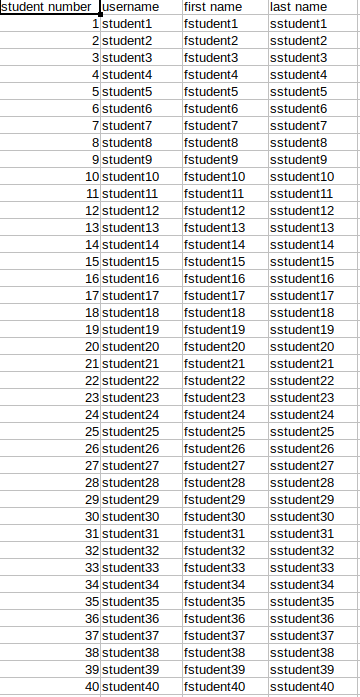 student number username first name last name
1 student1 fstudent1 sstudent1
2 student2 fstudent2 sstudent2
3 student3 fstudent3 sstudent3
4 student4 fstudent4 sstudent4
5 student5 fstudent5 sstudent5
6 student6 fstudent6 sstudent6
7 student7 fstudent7 sstudent7
8 student8 fstudent8 sstudent8
9 student9 fstudent9 sstudent9
10 student10 fstudent10 sstudent10
11 student11 fstudent11 sstudent11
12 student12 fstudent12 sstudent12
13 student13 fstudent13 sstudent13
14 student14 fstudent14 sstudent14
15 student15 fstudent15 sstudent15
16 student16 fstudent16 sstudent16
17 student17 fstudent17 sstudent17
18 student18 fstudent18 sstudent18
19 student19 fstudent19 sstudent19
20 student20 fstudent20 sstudent20
21 student21 fstudent21 sstudent21
22 student22 fstudent22 sstudent22
23 student23 fstudent23 sstudent23
24 student24 fstudent24 sstudent24
25 student25 fstudent25 sstudent25
26 student26 fstudent26 sstudent26
27 student27 fstudent27 sstudent27
28 student28 fstudent28 sstudent28
29 student29 fstudent29 sstudent29
30 student30 fstudent30 sstudent30
31 student31 fstudent31 sstudent31
32 student32 fstudent32 sstudent32
33 student33 fstudent33 sstudent33
34 student34 fstudent34 sstudent34
35 student35 fstudent35 sstudent35
36 student36 fstudent36 sstudent36
37 student37 fstudent37 sstudent37
38 student38 fstudent38 sstudent38
39 student39 fstudent39 sstudent39
40 student40 fstudent40 sstudent40